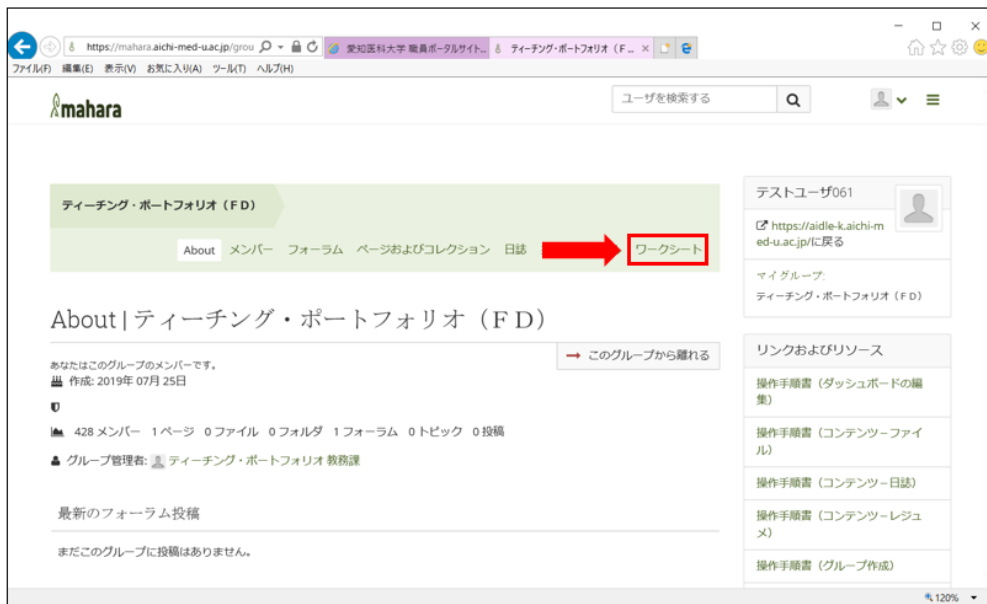 https://mahara.aichi-med-u.ac.jp/grou
愛知医科大学 職員ポータルサイト...
ティーチング・ポートフォリオ（F...
ファイル(F) 編集(E) 表示(V) お気に入り(A) ツール(T) ヘルプ(H)
mahara
ユーザを検索する
ティーチング・ポートフォリオ（ＦＤ）
About メンバー フォーラム ページおよびコレクション 日誌 ワークシート
About | ティーチング・ポートフォリオ（ＦＤ）
このグループから離れる
あなたはこのグループのメンバーです。
作成: 2019年 07月 25日
428 メンバー 1 ページ 0 ファイル 0 フォルダ 1 フォーラム 0 トピック 0 投稿
グループ管理者: ティーチング・ポートフォリオ 教務課
最新のフォーラム投稿
まだこのグループに投稿はありません。
テストユーザ061
https://aidle-k.aichi-m
ed-u.ac.jp/に戻る
マイグループ:
ティーチング・ポートフォリオ（ＦＤ）
リンクおよびリソース
操作手順書（ダッシュボードの編
集）
操作手順書（コンテンツ－ファイ
ル）
操作手順書（コンテンツ－日誌）
操作手順書（コンテンツ－レジュ
メ）
操作手順書（グループ作成）
120%